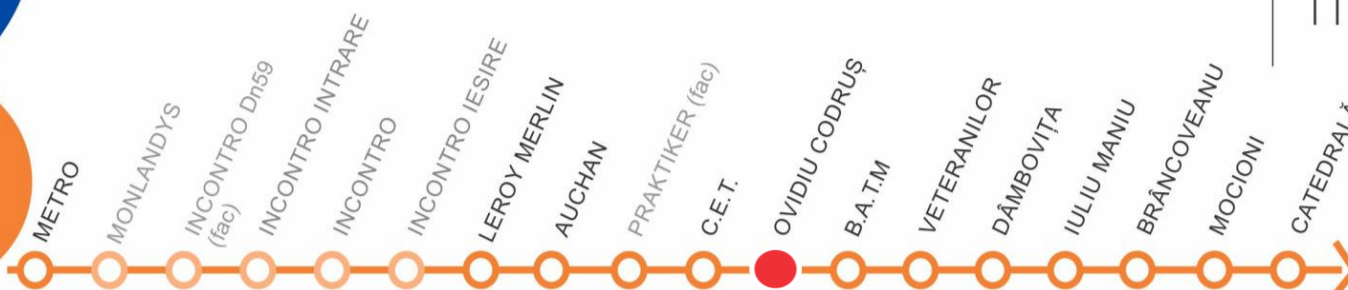 METRO
MONLANDYS
INCONTRO Dn59
(fac)
INCONTRO INTRARE
INCONTRO
INCONTRO IESIRE
LEROY MERLIN
AUCHAN
PRAKTIKER (fac)
C.E.T.
OVIDIU CODRUȘ
B.A.T.M
VETERANILOR
DÂMBOVIȚA
IULIU MANIU
BRÂNCOVEANU
MOCIONI
CATEDRALĂ